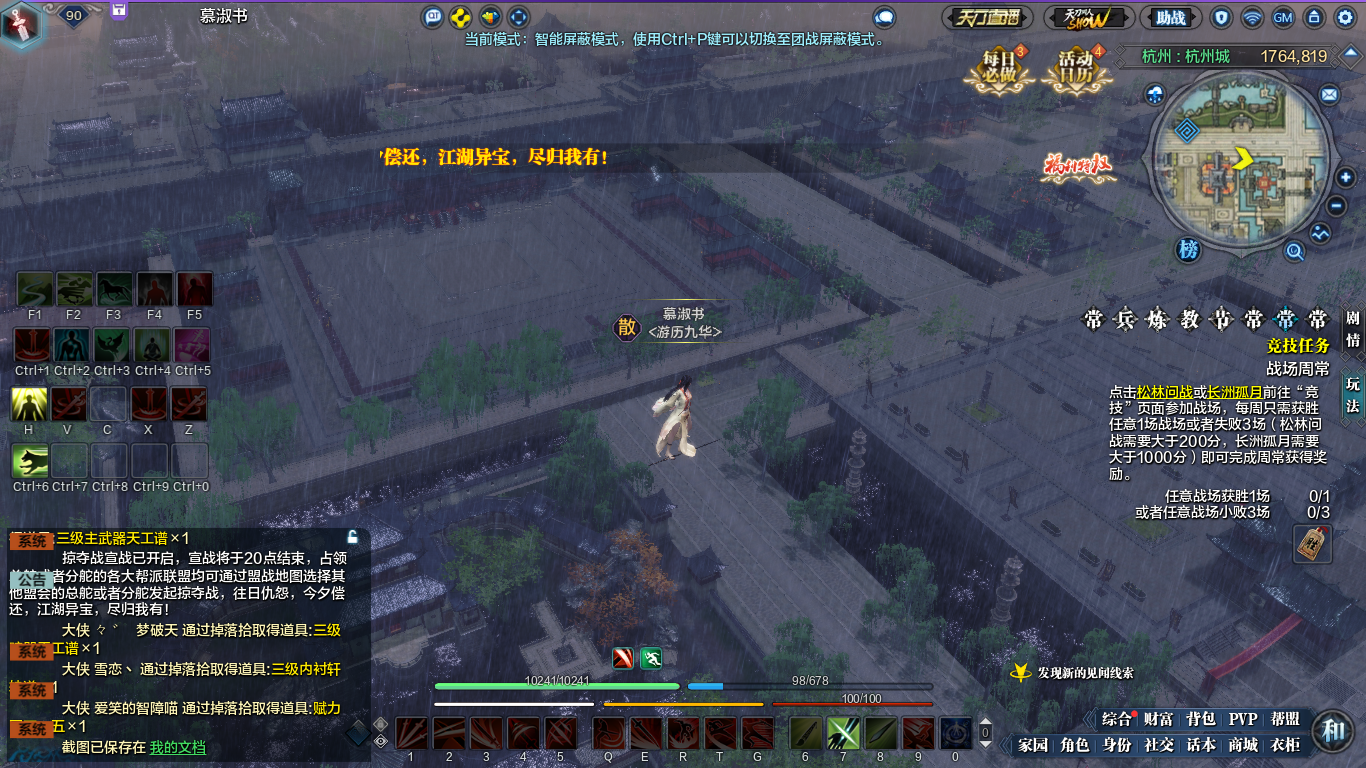 90
慕淑书
天刀直播
天刀SHOW
助战
GM
当前模式：智能屏蔽模式，使用Ctrl+P键可以切换至团战屏蔽模式。
每日必做
3
活动日历
4
杭州 : 杭州城
1764,819
偿还，江湖异宝，尽归我有！
福州特权
榜
散
慕淑书
<游历九华>
F1 F2 F3 F4 F5
Ctrl+1 Ctrl+2 Ctrl+3 Ctrl+4 Ctrl+5
H V C X Z
Ctrl+6 Ctrl+7 Ctrl+8 Ctrl+9 Ctrl+0
常 兵 炼 教 节 常 常 常
剧情
玩法
竞技任务
战场周常
点击松林问战或长洲孤月前往“竞
技”页面参加战场，每周只需获胜
任意1场战场或者失败3场（松林问
战需要大于200分，长洲孤月需要
大于1000分）即可完成周常获得奖
励。
任意战场获胜1场 0/1
或者任意战场小败3场 0/3
系统
三级主武器天工谱×1
公告
掠夺战宣战已开启，宣战将于20点结束，占领
或者分舵的各大帮派联盟均可通过盟战地图选择其
他盟会的总舵或者分舵发起掠夺战，往日仇怨，今夕偿
还，江湖异宝，尽归我有！
系统
大侠 々゛ 梦破天 通过掉落拾取得道具:三级
工谱×1
系统
大侠 雪恋丶 通过掉落拾取得道具:三级内衬轩
1
系统
大侠 爱笑的智障喵 通过掉落拾取得道具:赋力
五×1
截图已保存在 我的文档
10241/10241
98/678
100/100
1 2 3 4 5 Q E R T G 6 7 8 9 0
0
发现新的见闻线索
综合 财富 背包 PVP 帮盟
家园 角色 身份 社交 话本 商城 衣柜
和